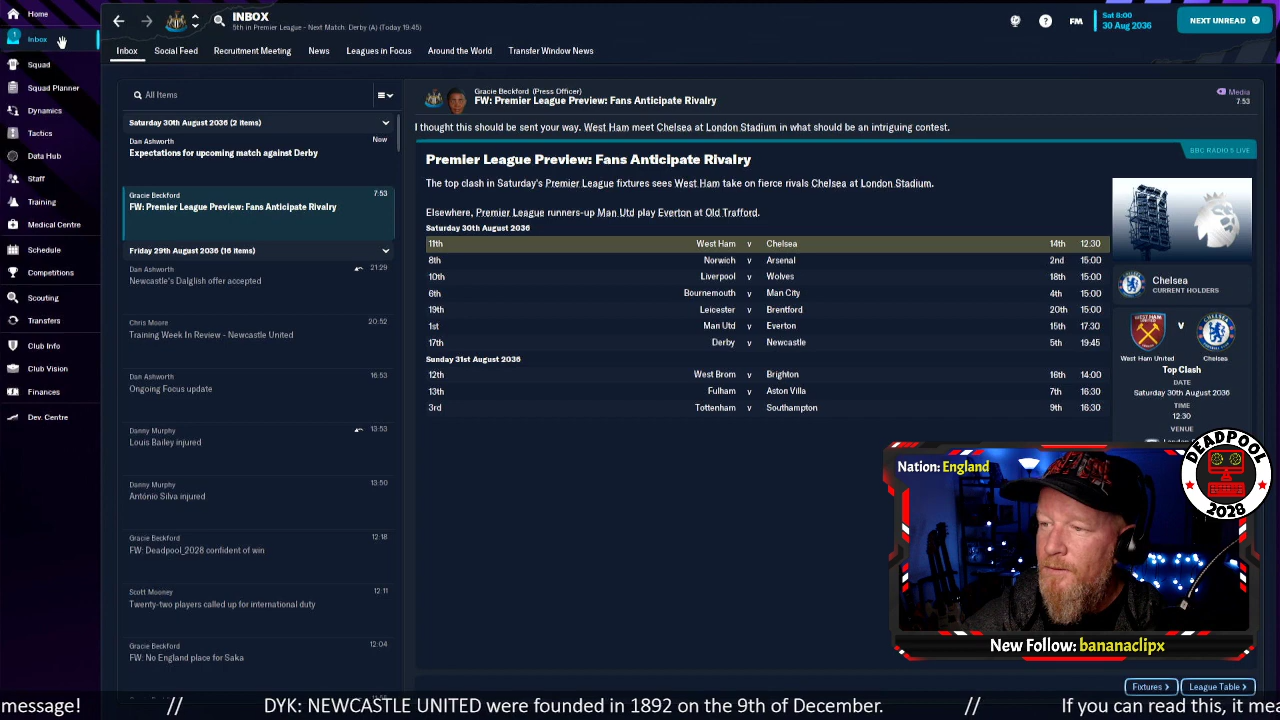 Home
Inbox
Squad
Squad Planner
Dynamics
Tactics
Data Hub
Staff
Training
Medical Centre
Schedule
Competitions
Scouting
Transfers
Club Info
Club Vision
Finances
Dev. Centre
INBOX
5th in Premier League - Next Match: Derby (A) (Today 19:45)
FM
Sat 8:00
30 Aug 2036
NEXT UNREAD
Inbox Social Feed Recruitment Meeting News Leagues in Focus Around the World Transfer Window News
All Items
Saturday 30th August 2036 (2 items)
Dan Ashworth Now
Expectations for upcoming match against Derby
Gracie Beckford 7:53
FW: Premier League Preview: Fans Anticipate Rivalry
Friday 29th August 2036 (16 items)
Dan Ashworth 21:29
Newcastle's Dalglish offer accepted
Chris Moore 20:52
Training Week In Review - Newcastle United
Dan Ashworth 16:53
Ongoing Focus update
Danny Murphy 13:53
Louis Bailey injured
Danny Murphy 13:50
António Silva injured
Gracie Beckford 12:18
FW: Deadpool_2028 confident of win
Scott Mooney 12:11
Twenty-two players called up for international duty
Gracie Beckford 12:04
FW: No England place for Saka
Gracie Beckford (Press Officer)
FW: Premier League Preview: Fans Anticipate Rivalry
Media
7.53
I thought this should be sent your way. West Ham meet Chelsea at London Stadium in what should be an intriguing contest.
BBC RADIO 5 LIVE
Premier League Preview: Fans Anticipate Rivalry
The top clash in Saturday's Premier League fixtures sees West Ham take on fierce rivals Chelsea at London Stadium.
Elsewhere, Premier League runners-up Man Utd play Everton at Old Trafford.
Saturday 30th August 2036
11th West Ham v Chelsea 14th 12:30
8th Norwich v Arsenal 2nd 15:00
10th Liverpool v Wolves 18th 15:00
6th Bournemouth v Man City 4th 15:00
19th Leicester v Brentford 20th 15:00
1st Man Utd v Everton 15th 17:30
17th Derby v Newcastle 5th 19:45
Sunday 31st August 2036
12th West Brom v Brighton 16th 14:00
13th Fulham v Aston Villa 7th 16:30
3rd Tottenham v Southampton 9th 16:30
Chelsea
CURRENT HOLDERS
v
West Ham United Chelsea
Top Clash
DATE
Saturday 30th August 2036
TIME
12:30
VENUE
Nation: England
DEADPOOL
2028
New Follow: bananaclipx
Fixtures
League Table
message! // DYK: NEWCASTLE UNITED were founded in 1892 on the 9th of December. // If you can read this, it mea